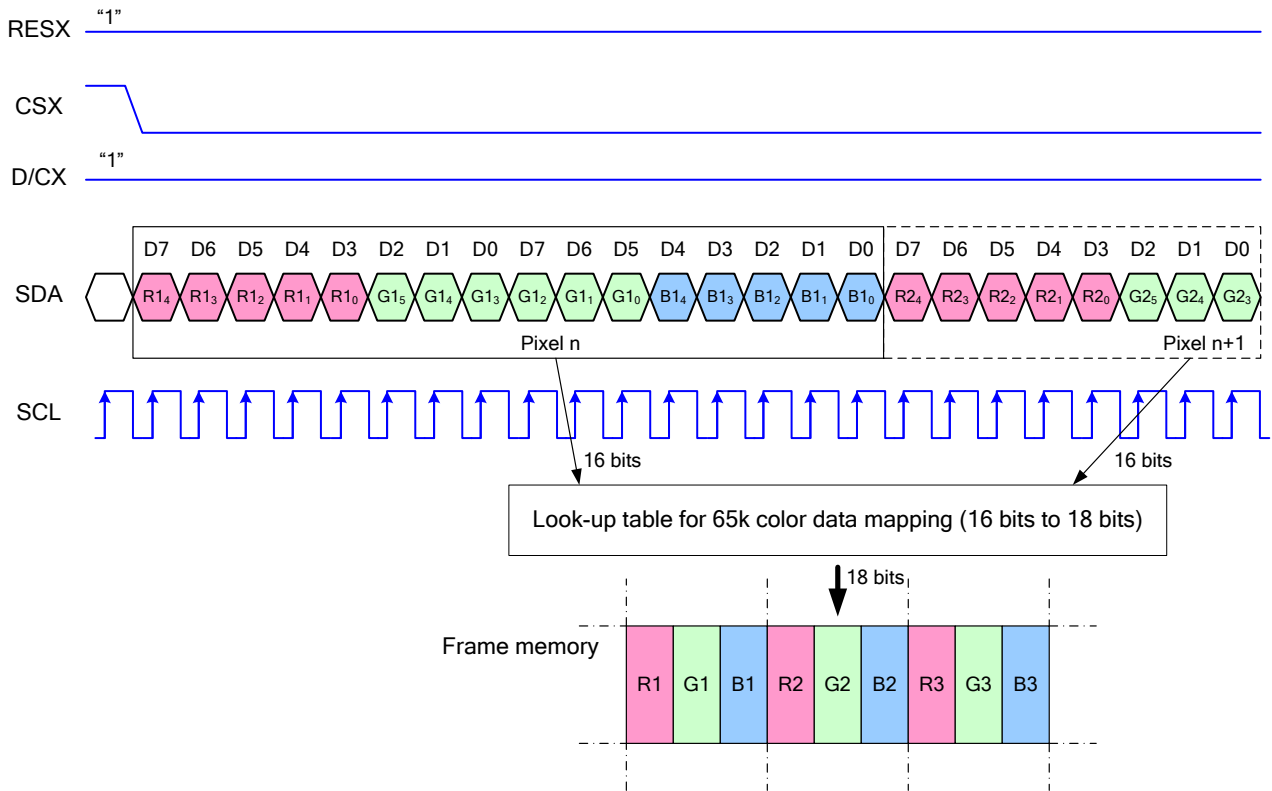 RESX “1”
CSX
D/CX “1”
D7 D6 D5 D4 D3 D2 D1 D0 D7 D6 D5 D4 D3 D2 D1 D0 D7 D6 D5 D4 D3 D2 D1 D0
SDA R1₄ R1₃ R1₂ R1₁ R1₀ G1₅ G1₄ G1₃ G1₂ G1₁ G1₀ B1₄ B1₃ B1₂ B1₁ B1₀ R2₄ R2₃ R2₂ R2₁ R2₀ G2₅ G2₄ G2₃
Pixel n Pixel n+1
SCL
16 bits 16 bits
Look-up table for 65k color data mapping (16 bits to 18 bits)
18 bits
Frame memory
R1 G1 B1 R2 G2 B2 R3 G3 B3